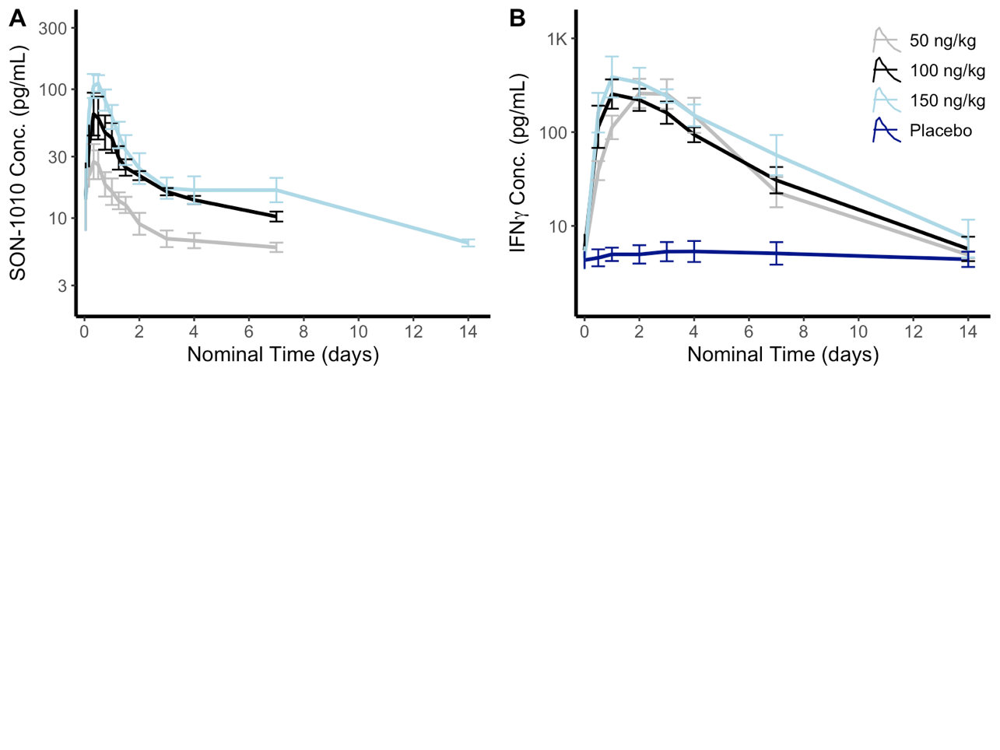 A
SON-1010 Conc. (pg/mL)
300
100
30
10
3
0 2 4 6 8 10 12 14
Nominal Time (days)
B
IFNγ Conc. (pg/mL)
1K
100
10
0 2 4 6 8 10 12 14
Nominal Time (days)
50 ng/kg
100 ng/kg
150 ng/kg
Placebo